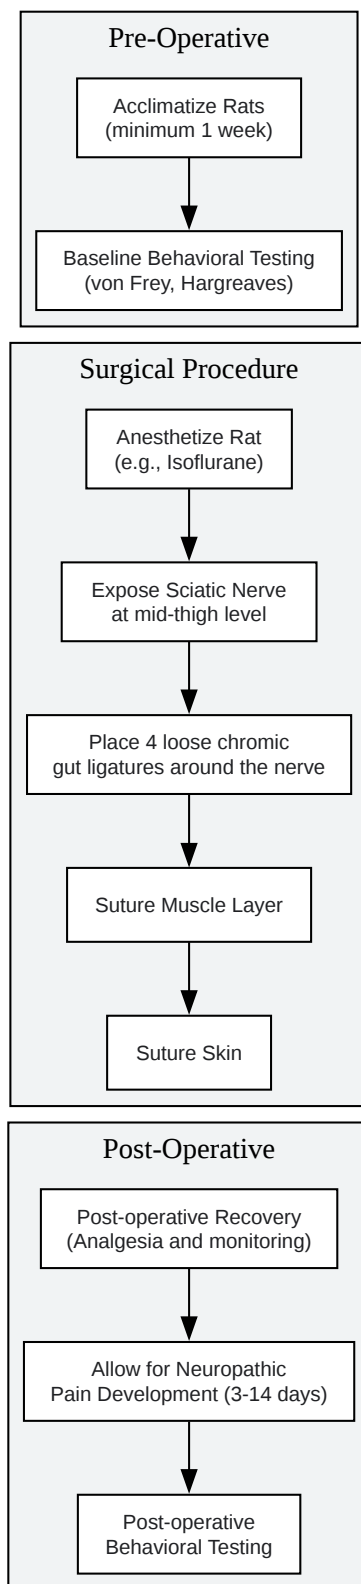 Pre-Operative
Acclimatize Rats
(minimum 1 week)
Baseline Behavioral Testing
(von Frey, Hargreaves)
Surgical Procedure
Anesthetize Rat
(e.g., Isoflurane)
Expose Sciatic Nerve
at mid-thigh level
Place 4 loose chromic
gut ligatures around the nerve
Suture Muscle Layer
Suture Skin
Post-Operative
Post-operative Recovery
(Analgesia and monitoring)
Allow for Neuropathic
Pain Development (3-14 days)
Post-operative
Behavioral Testing